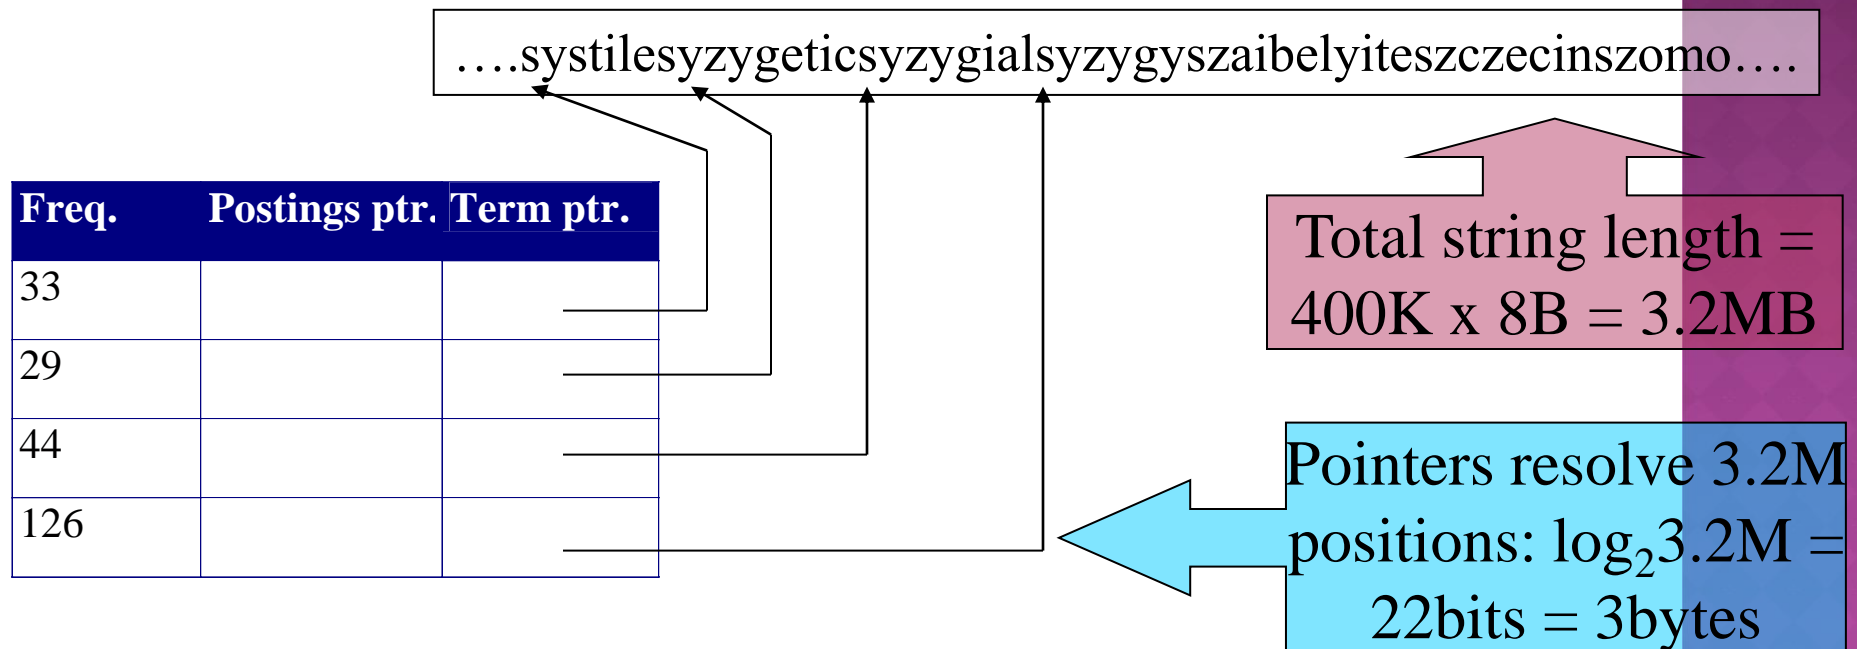 ….systilesyzygeticsyzygialsyzygyszaibelyiteszczecinszomo….
Freq. Postings ptr. Term ptr.
33
29
44
126
Total string length =
400K x 8B = 3.2MB
Pointers resolve 3.2M
positions: log₂3.2M =
22bits = 3bytes